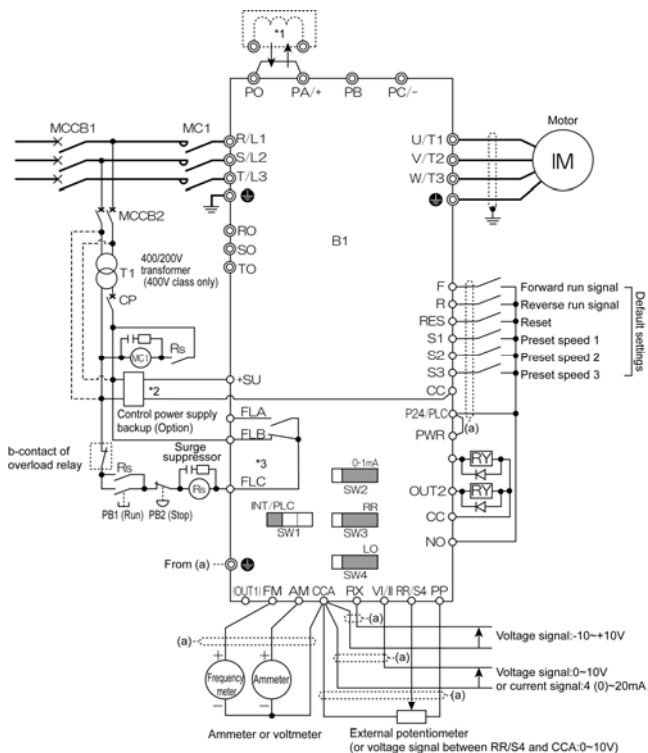 *1
PO PA/+ PB PC/-
MCCB1 MC1
R/L1
S/L2
T/L3
U/T1
V/T2
W/T3
Motor
IM
MCCB2
RO
SO
TO
B1
T1
400/200V
transformer
(400V class only)
CP
MC1
Rs
+SU
*2
Control power supply
backup (Option)
FLA
FLB
FLC
*3
b-contact of
overload relay
Surge
suppressor
Rs
Rs
PB1 (Run) PB2 (Stop)
F Forward run signal
R Reverse run signal
RES Reset
S1 Preset speed 1
S2 Preset speed 2
S3 Preset speed 3
Default settings
CC
P24/PLC
(a)
PWR
RY
OUT2
RY
CC
NO
0-1mA
SW2
INT/PLC
SW1
RR
SW3
LO
SW4
From (a)
(OUT1) FM AM CCA RX VI/II RR/S4 PP
(a)
(a)
(a)
(a)
Voltage signal:-10~+10V
Voltage signal:0~10V
or current signal:4 (0)~20mA
+
Frequency
meter
−
+
Ammeter
−
Ammeter or voltmeter
External potentiometer
(or voltage signal between RR/S4 and CCA:0~10V)